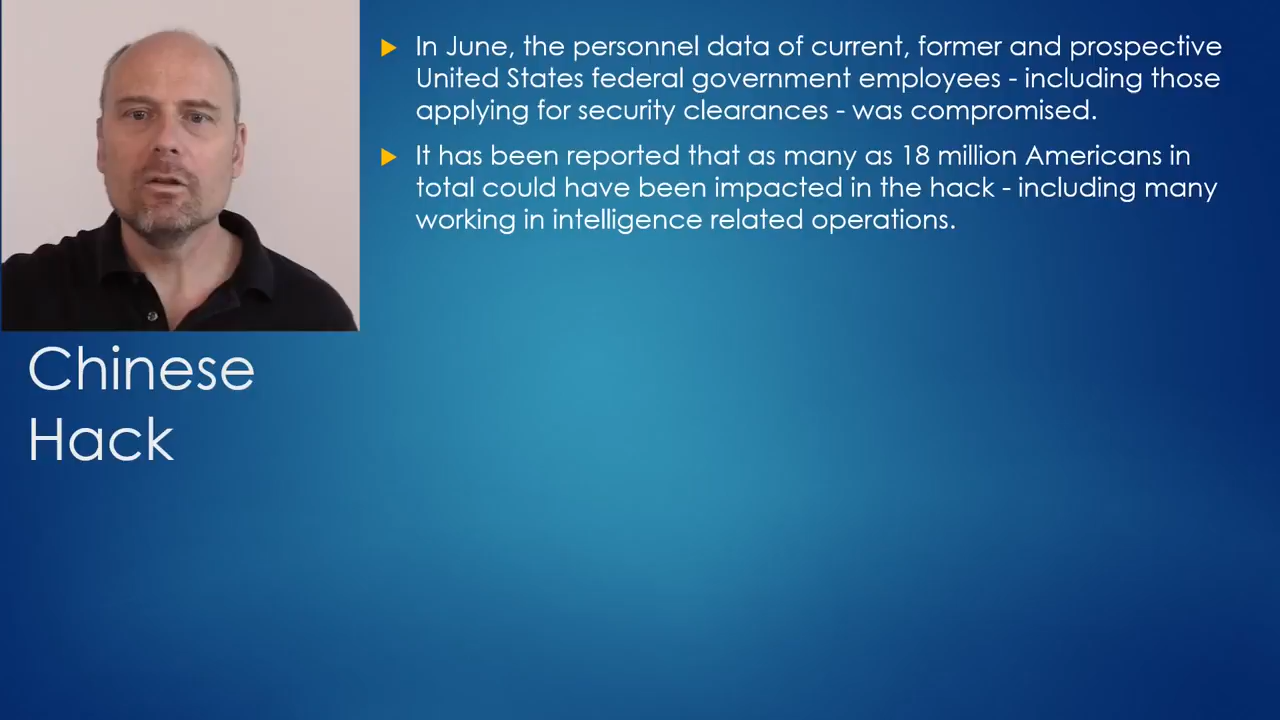 In June, the personnel data of current, former and prospective
United States federal government employees - including those
applying for security clearances - was compromised.
It has been reported that as many as 18 million Americans in
total could have been impacted in the hack - including many
working in intelligence related operations.
Chinese
Hack